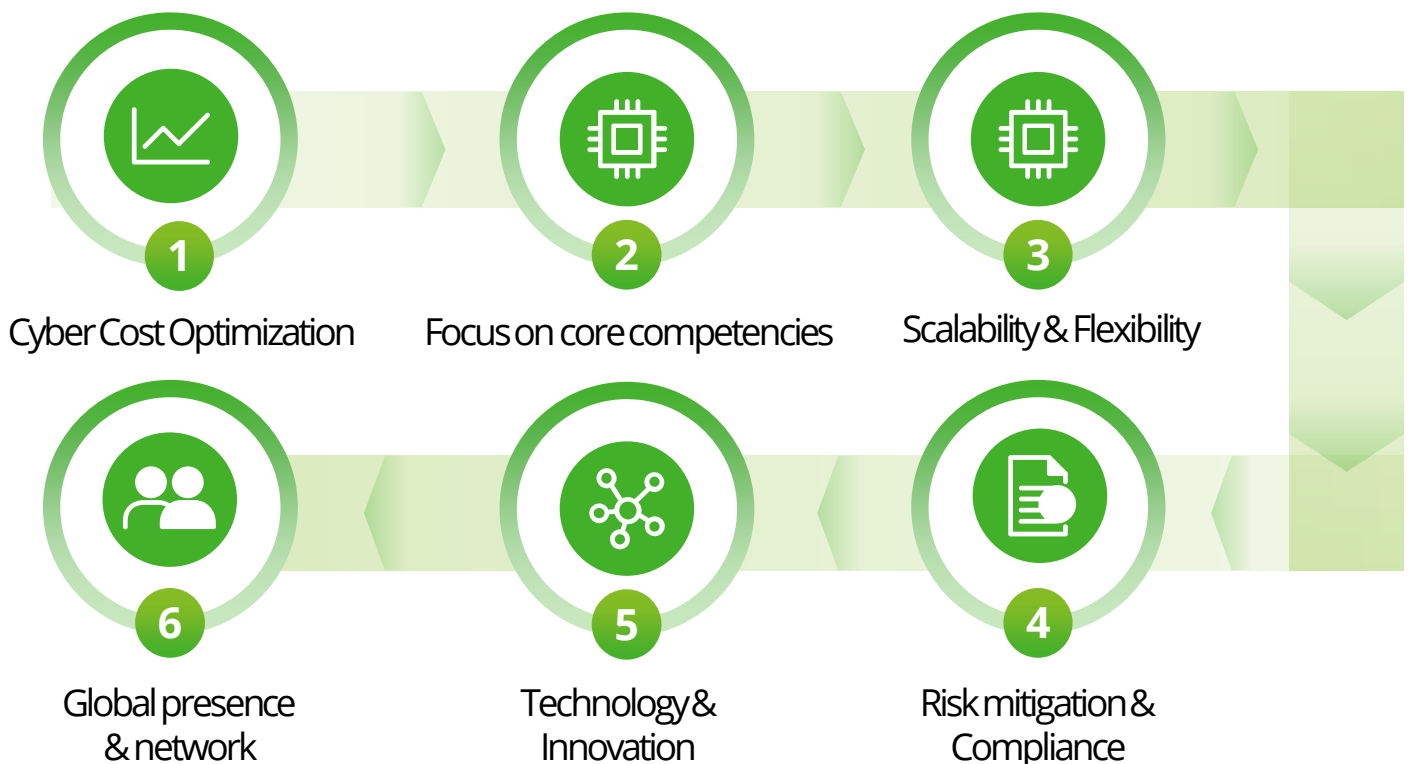 1
Cyber Cost Optimization
2
Focus on core competencies
3
Scalability & Flexibility
4
Risk mitigation &
Compliance
5
Technology &
Innovation
6
Global presence
& network